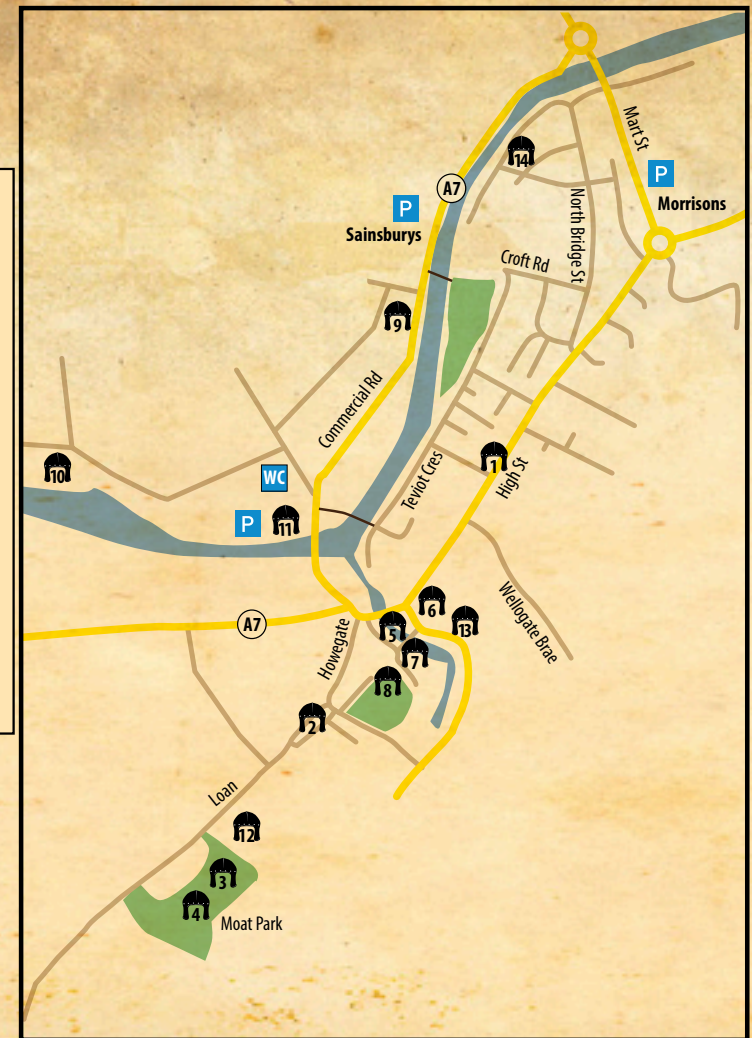 Mart St
14
P
A7
P
Morrisons
North Bridge St
Sainsburys
Croft Rd
9
Commercial Rd
1
10
High St
WC
Teviot Cres
P
11
Wellogate Brae
6
A7
5
13
Howegate
7
8
2
Loan
12
3
4
Moat Park